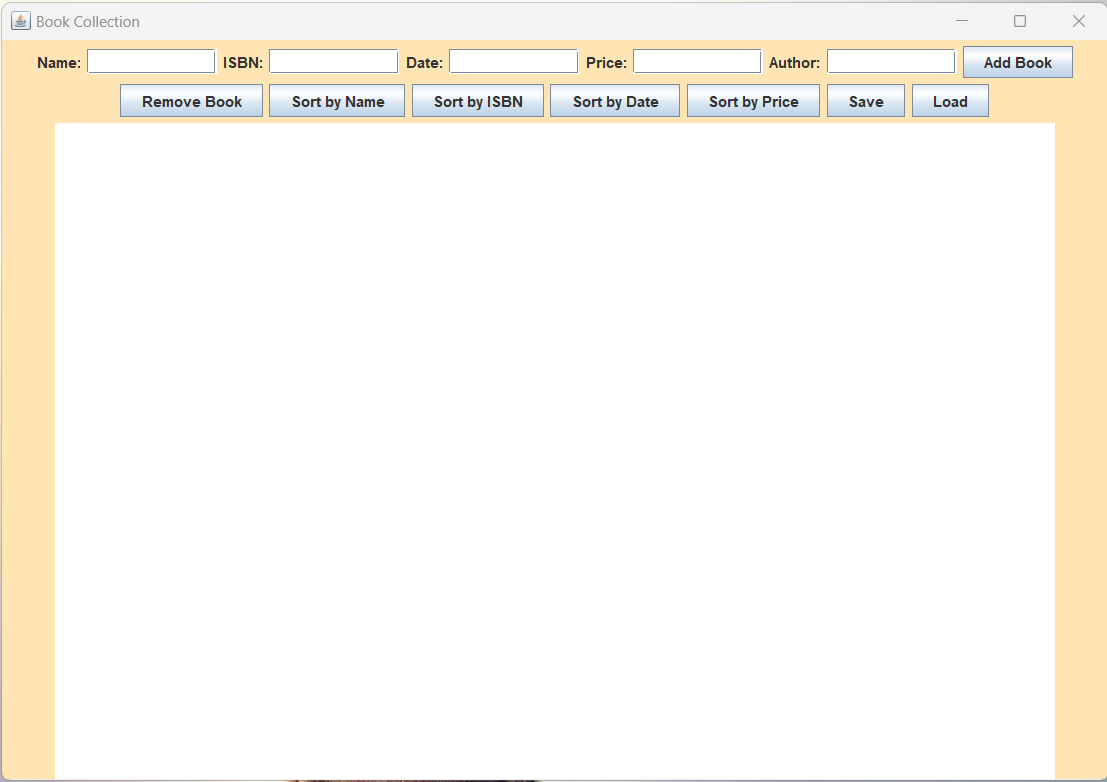 Book Collection
Name: ISBN: Date: Price: Author: Add Book
Remove Book Sort by Name Sort by ISBN Sort by Date Sort by Price Save Load